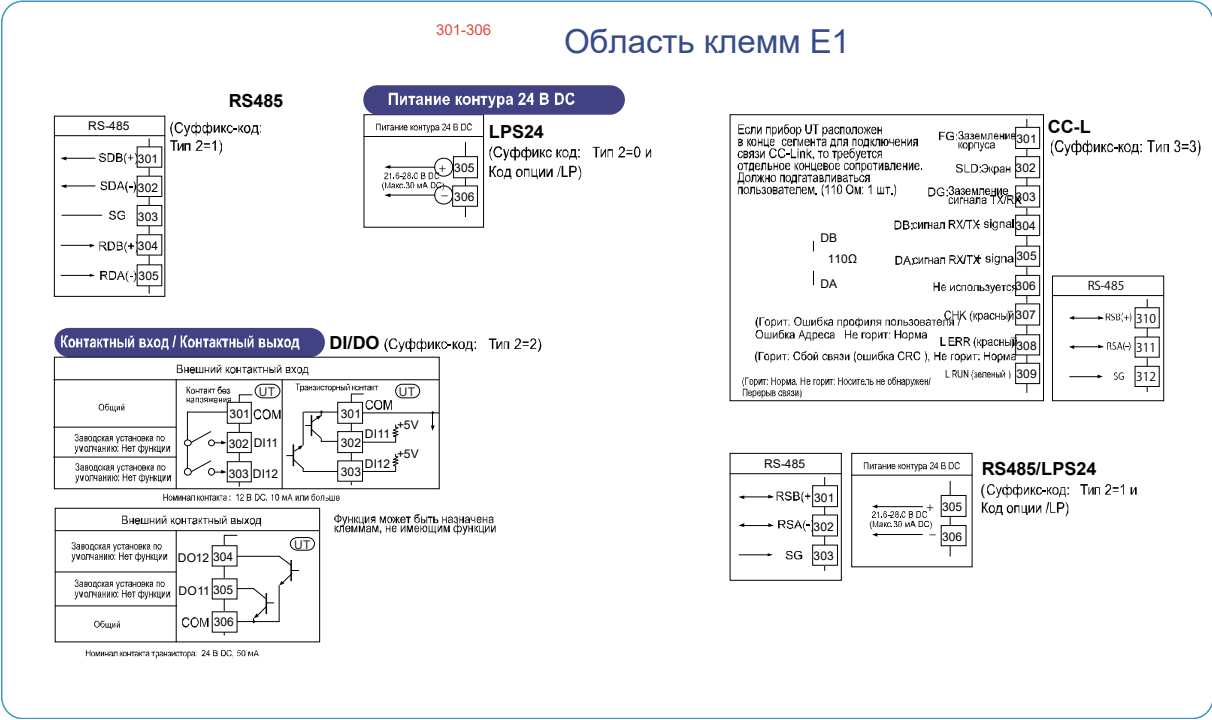 301-306
Область клемм E1
RS485
(Суффикс-код:
Тип 2=1)
RS-485
SDB(+)
301
SDA(-)
302
SG
303
RDB(+)
304
RDA(-)
305
Питание контура 24 В DC
Питание контура 24 В DC
21.6-28.0 В DC
(Макс.30 мА DC)
+
305
−
306
LPS24
(Суффикс код: Тип 2=0 и
Код опции /LP)
Если прибор UT расположен
в конце сегмента для подключения
связи CC-Link, то требуется
отдельное концевое сопротивление.
Должно подгатавливаться
пользователем. (110 Ом: 1 шт.)
DB
110Ω
DA
FG:Заземление
корпуса
301
SLD:Экран
302
DG:Заземление
сигнала TX/RX
303
DB:сигнал RX/TX- signal
304
DA:сигнал RX/TX+ signal
305
Не используется
306
CHK (красный)
307
(Горит: Ошибка профиля пользователя /
Ошибка Адреса Не горит: Норма
L ERR (красный)
308
(Горит: Сбой связи (ошибка CRC ), Не горит: Норма
L RUN (зеленый )
309
(Горит: Норма, Не горит: Носитель не обнаружен/
Перерыв связи)
CC-L
(Суффикс-код: Тип 3=3)
RS-485
RSB(+)
310
RSA(-)
311
SG
312
Контактный вход / Контактный выход
DI/DO (Суффикс-код: Тип 2=2)
Внешний контактный вход
Контакт без
напряжения
UT
Транзисторный контакт
UT
Общий
301
COM
301
COM
Заводская установка по
умолчанию: Нет функции
302
DI11
302
DI11
+5V
Заводская установка по
умолчанию: Нет функции
303
DI12
303
DI12
+5V
Номинал контакта : 12 В DC, 10 мА или больше
Внешний контактный выход
UT
Заводская установка по
умолчанию: Нет функции
DO12
304
Заводская установка по
умолчанию: Нет функции
DO11
305
Общий
COM
306
Номинал контакта транзистора: 24 В DC, 50 мА
Функция может быть назначена
клеммам, не имеющим функции
RS-485
RSB(+
301
RSA(-
302
SG
303
Питание контура 24 В DC
21.6-28.0 В DC
(Макс.30 мА DC)
+
305
−
306
RS485/LPS24
(Суффикс-код: Тип 2=1 и
Код опции /LP)